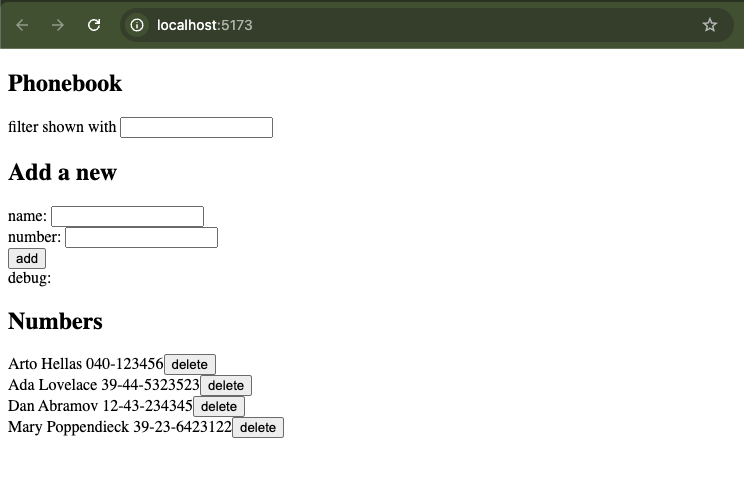 localhost:5173
Phonebook
filter shown with
Add a new
name:
number:
add
debug:
Numbers
Arto Hellas 040-123456 delete
Ada Lovelace 39-44-5323523 delete
Dan Abramov 12-43-234345 delete
Mary Poppendieck 39-23-6423122 delete